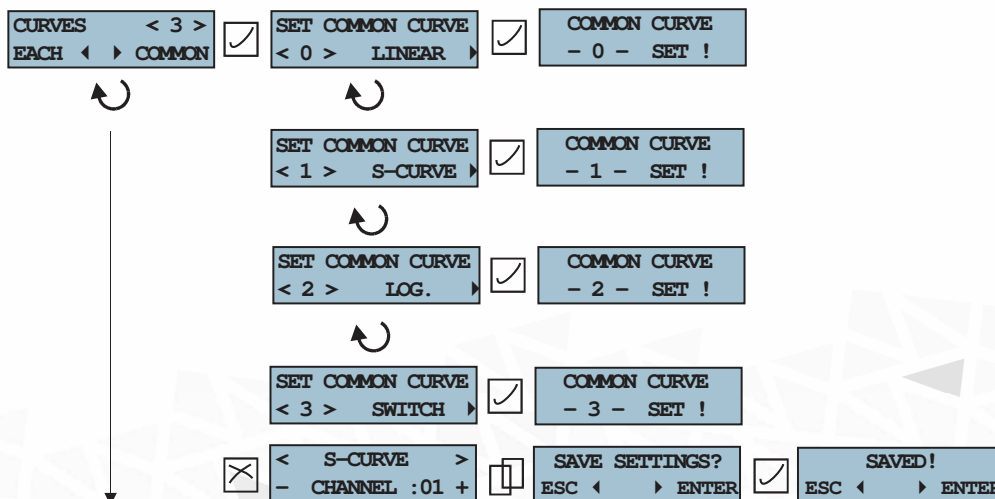 CURVES < 3 >
EACH ◀ ▶ COMMON
SET COMMON CURVE
< 0 > LINEAR ▶
COMMON CURVE
– 0 – SET !
SET COMMON CURVE
< 1 > S-CURVE ▶
COMMON CURVE
– 1 – SET !
SET COMMON CURVE
< 2 > LOG. ▶
COMMON CURVE
– 2 – SET !
SET COMMON CURVE
< 3 > SWITCH ▶
COMMON CURVE
– 3 – SET !
< S-CURVE >
– CHANNEL :01 +
SAVE SETTINGS?
ESC ◀ ▶ ENTER
SAVED!
ESC ◀ ▶ ENTER